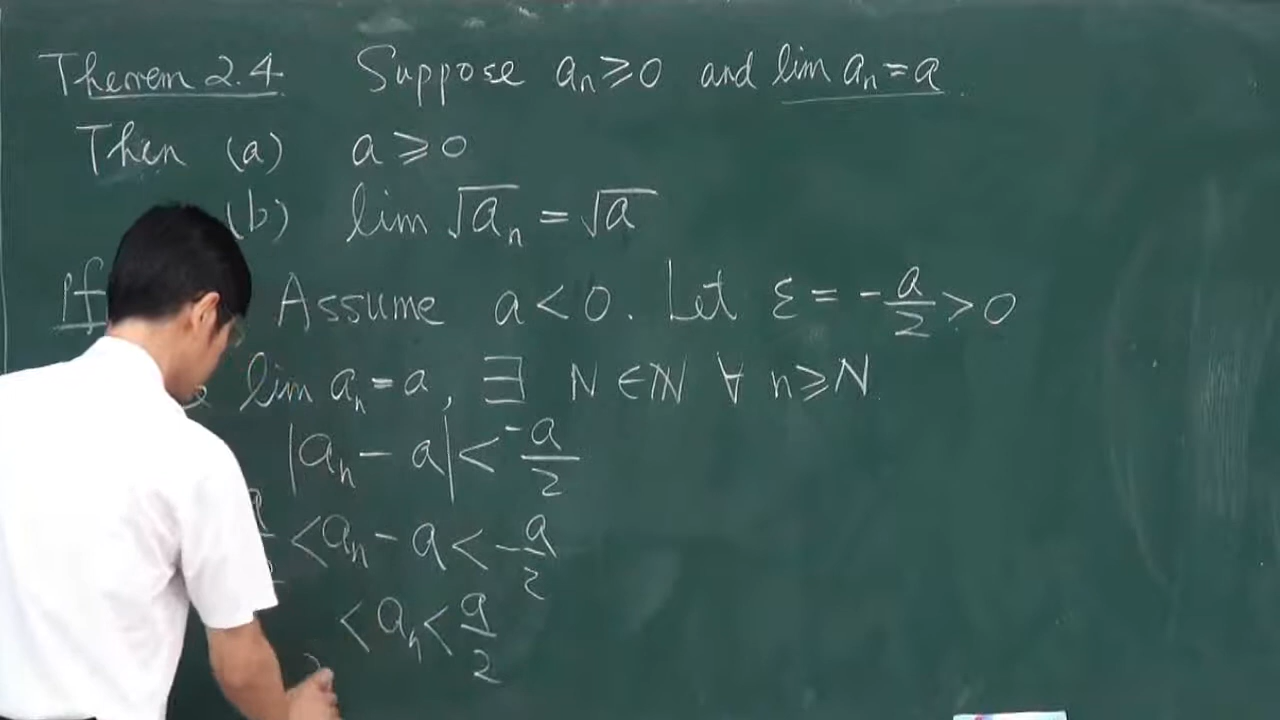 Theorem 2.4 Suppose aₙ ≥ 0 and lim aₙ = a.
Then (a) a ≥ 0
(b) lim √aₙ = √a
Assume a < 0. Let ε = -a/2 > 0
lim aₙ = a, ∃ N ∈ ℕ ∀ n ≥ N
|aₙ - a| < -a/2
a/2 < aₙ - a < -a/2
< aₙ < a/2